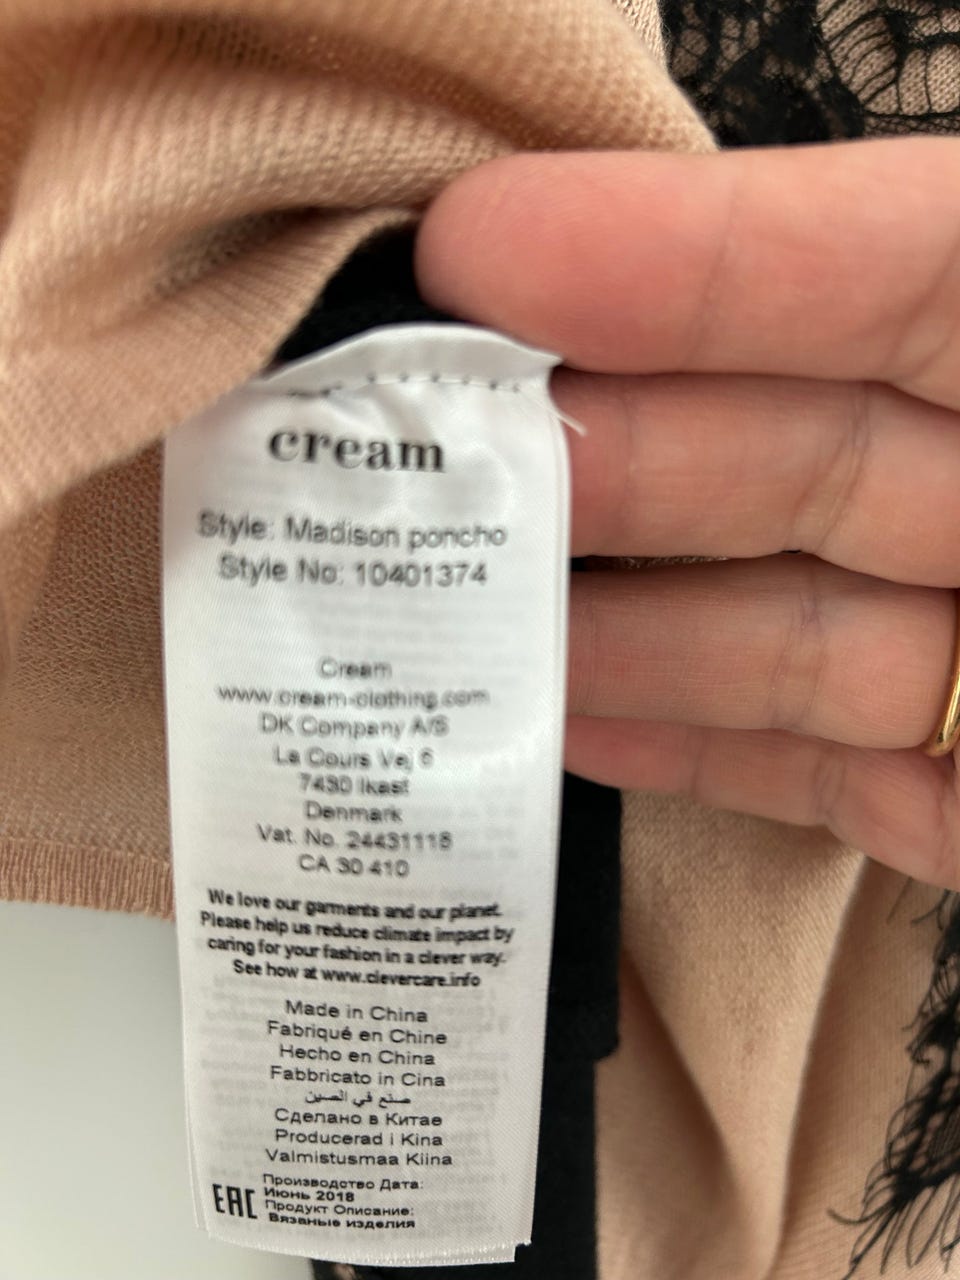 cream
Style: Madison poncho
Style No: 10401374
Cream
www.cream-clothing.com
DK Company A/S
La Cours Vej 6
7430 Ikast
Denmark
Vat. No. 24431118
CA 30 410
We love our garments and our planet.
Please help us reduce climate impact by
caring for your fashion in a clever way.
See how at www.clevercare.info
Made in China
Fabriqué en Chine
Hecho en China
Fabbricato in Cina
صنع في الصين
Сделано в Китае
Producerad i Kina
Valmistusmaa Kiina
EAC
Производство Дата:
Июнь 2018
Продукт Описание:
Вязаные изделия